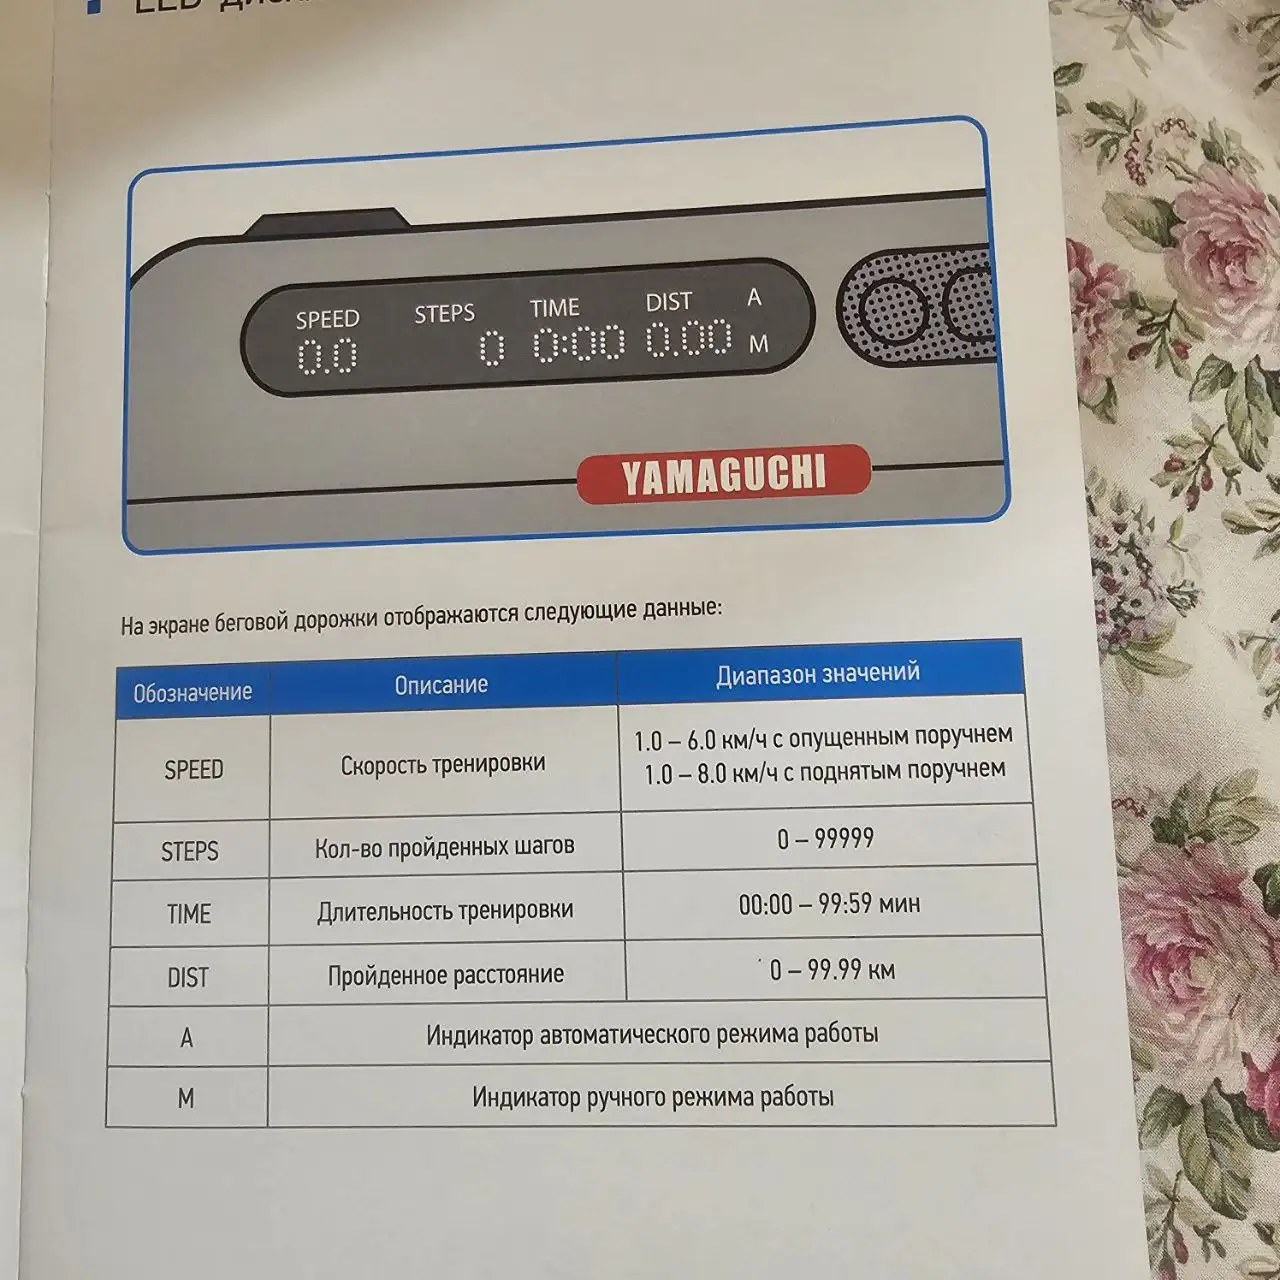 LED
SPEED STEPS TIME DIST A
0.0 0 0:00 0.00 M
YAMAGUCHI
На экране беговой дорожки отображаются следующие данные:
Обозначение Описание Диапазон значений
SPEED Скорость тренировки 1.0 – 6.0 км/ч с опущенным поручнем
1.0 – 8.0 км/ч с поднятым поручнем
STEPS Кол-во пройденных шагов 0 – 99999
TIME Длительность тренировки 00:00 – 99:59 мин
DIST Пройденное расстояние 0 – 99.99 км
A Индикатор автоматического режима работы
M Индикатор ручного режима работы